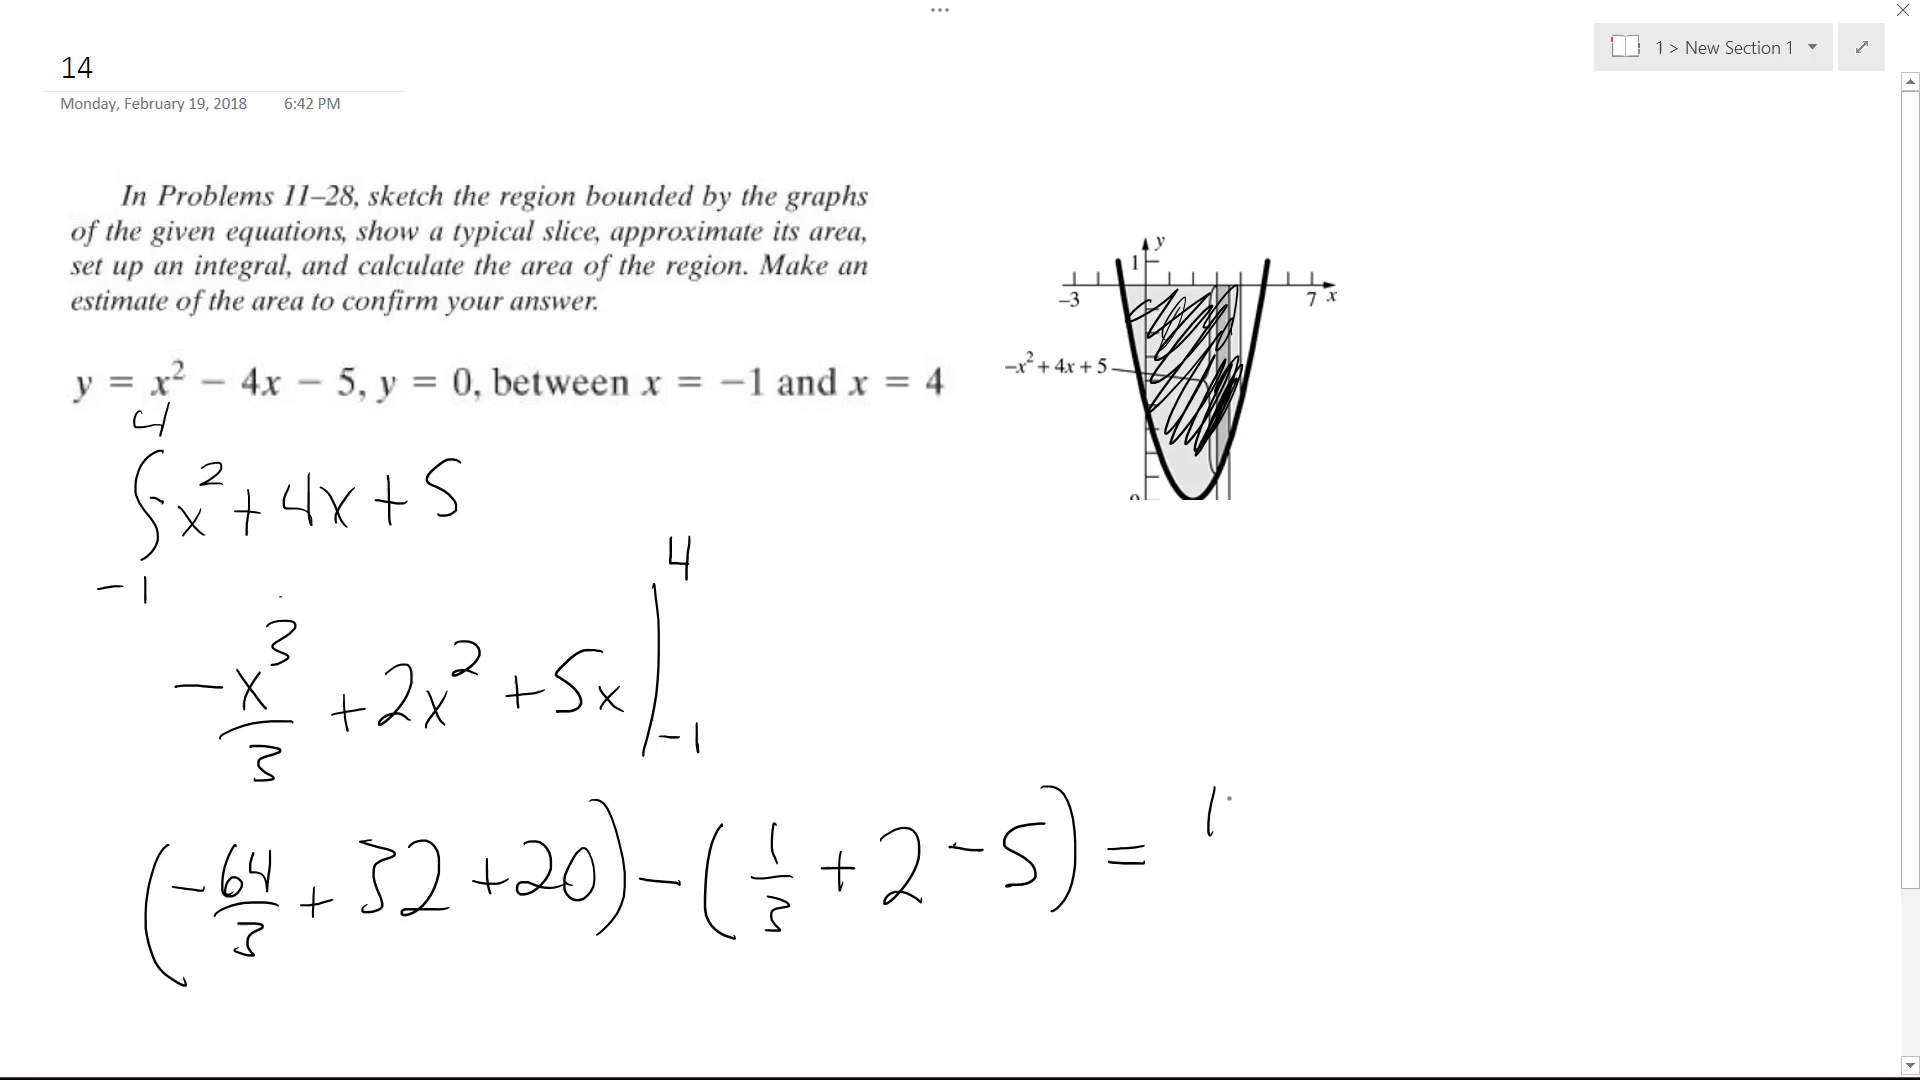 1 > New Section 1
14
Monday, February 19, 2018 6:42 PM
In Problems 11–28, sketch the region bounded by the graphs
of the given equations, show a typical slice, approximate its area,
set up an integral, and calculate the area of the region. Make an
estimate of the area to confirm your answer.
y = x² − 4x − 5, y = 0, between x = −1 and x = 4
y
1
−3
7 x
−x² + 4x + 5
4
∫ -x² + 4x + 5
-1
4
-x³/3 + 2x² + 5x |
-1
(-64/3 + 32 + 20) - (1/3 + 2 - 5) = 1